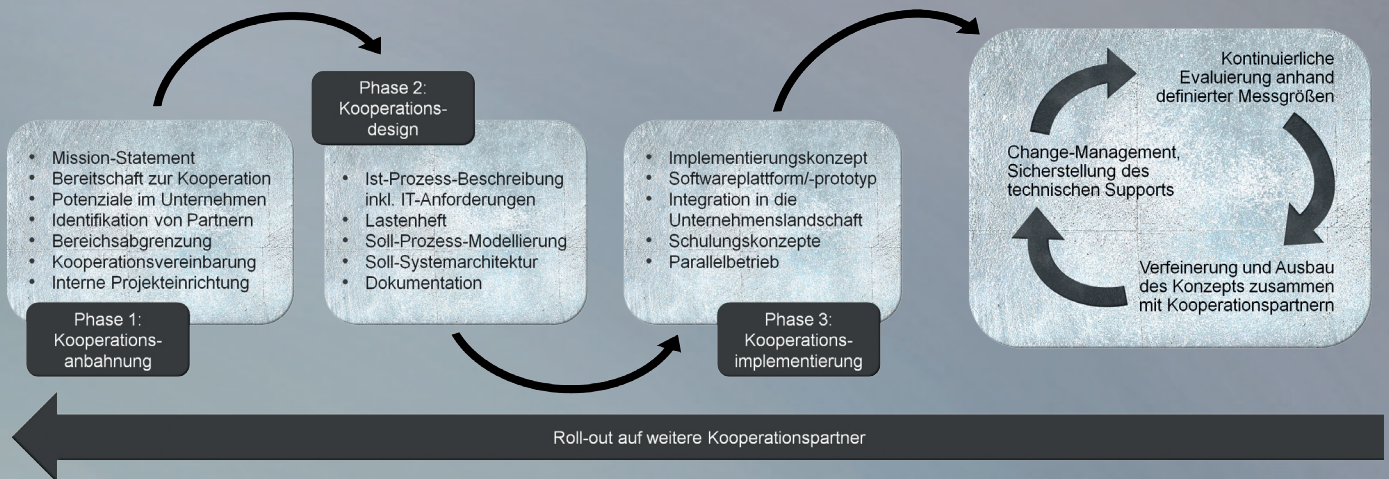 • Mission-Statement
• Bereitschaft zur Kooperation
• Potenziale im Unternehmen
• Identifikation von Partnern
• Bereichsabgrenzung
• Kooperationsvereinbarung
• Interne Projekteinrichtung
Phase 1:
Kooperations-
anbahnung
Phase 2:
Kooperations-
design
• Ist-Prozess-Beschreibung
inkl. IT-Anforderungen
• Lastenheft
• Soll-Prozess-Modellierung
• Soll-Systemarchitektur
• Dokumentation
• Implementierungskonzept
• Softwareplattform/-prototyp
• Integration in die
Unternehmenslandschaft
• Schulungskonzepte
• Parallelbetrieb
Phase 3:
Kooperations-
implementierung
Kontinuierliche
Evaluierung anhand
definierter Messgrößen
Verfeinerung und Ausbau
des Konzepts zusammen
mit Kooperationspartnern
Change-Management,
Sicherstellung des
technischen Supports
Roll-out auf weitere Kooperationspartner